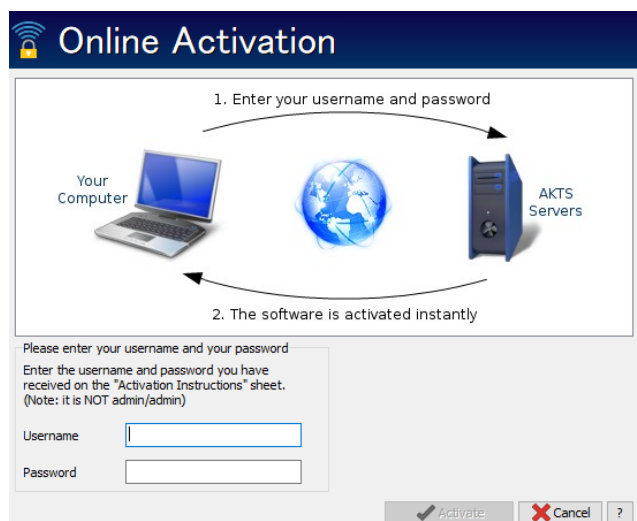 Online Activation
1. Enter your username and password
Your
Computer
AKTS
Servers
2. The software is activated instantly
Please enter your username and your password
Enter the username and password you have
received on the "Activation Instructions" sheet.
(Note: it is NOT admin/admin)
Username
Password
Activate
Cancel
?